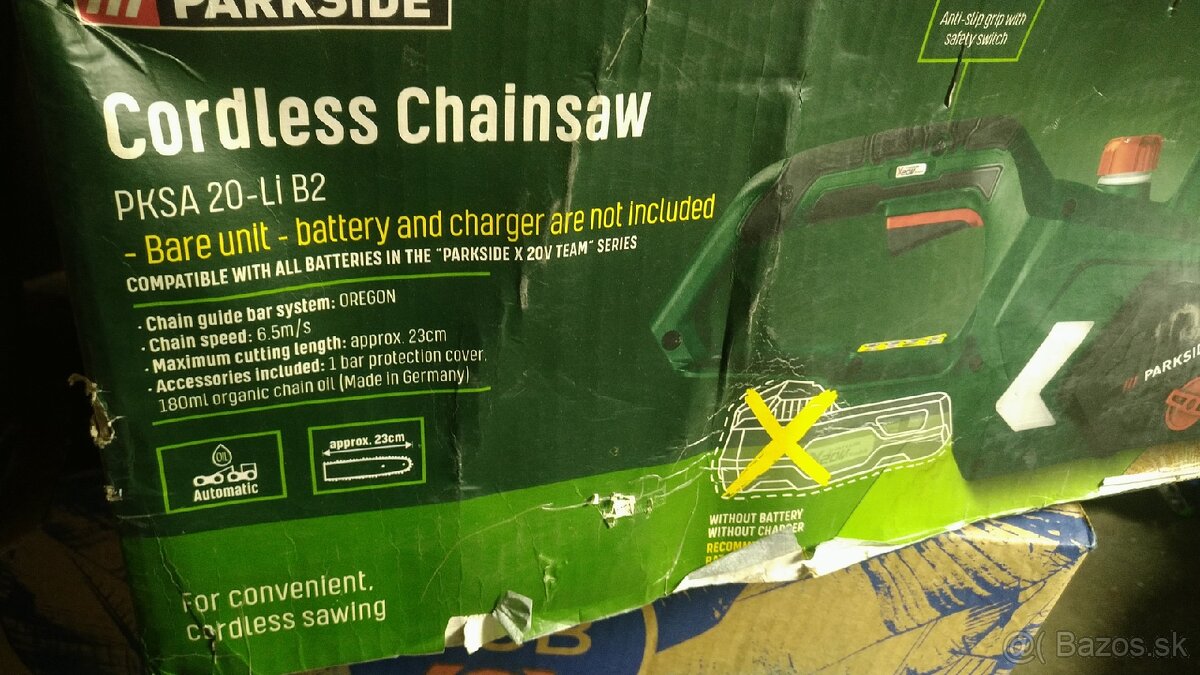 PARKSIDE
Anti-slip grip with
safety switch
Cordless Chainsaw
PKSA 20-Li B2
- Bare unit - battery and charger are not included
COMPATIBLE WITH ALL BATTERIES IN THE "PARKSIDE X 20V TEAM" SERIES
· Chain guide bar system: OREGON
· Chain speed: 6.5m/s
· Maximum cutting length: approx. 23cm
· Accessories included: 1 bar protection cover,
180ml organic chain oil (Made in Germany)
OIL
Automatic
approx. 23cm
PARKSIDE
WITHOUT BATTERY
WITHOUT CHARGER
For convenient,
cordless sawing
@( Bazos.sk